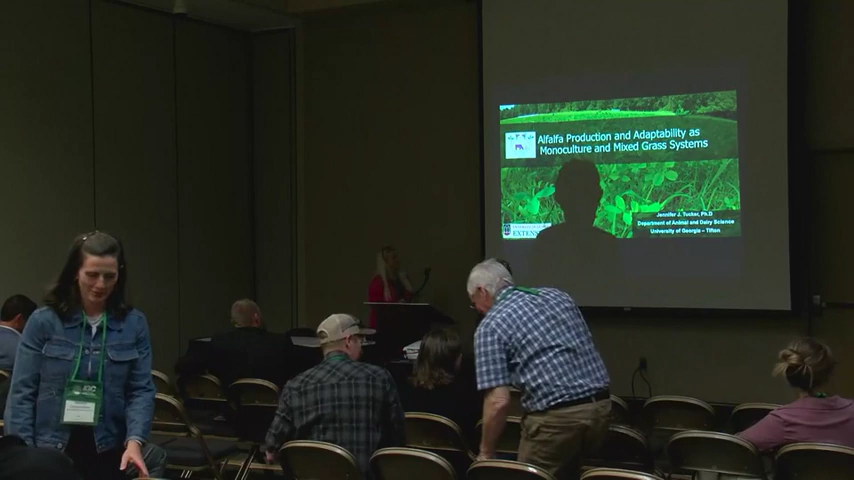 Alfalfa Production and Adaptability as
Monoculture and Mixed Grass Systems
Jennifer J. Tucker, Ph.D
Department of Animal and Dairy Science
University of Georgia – Tifton
EXTENS